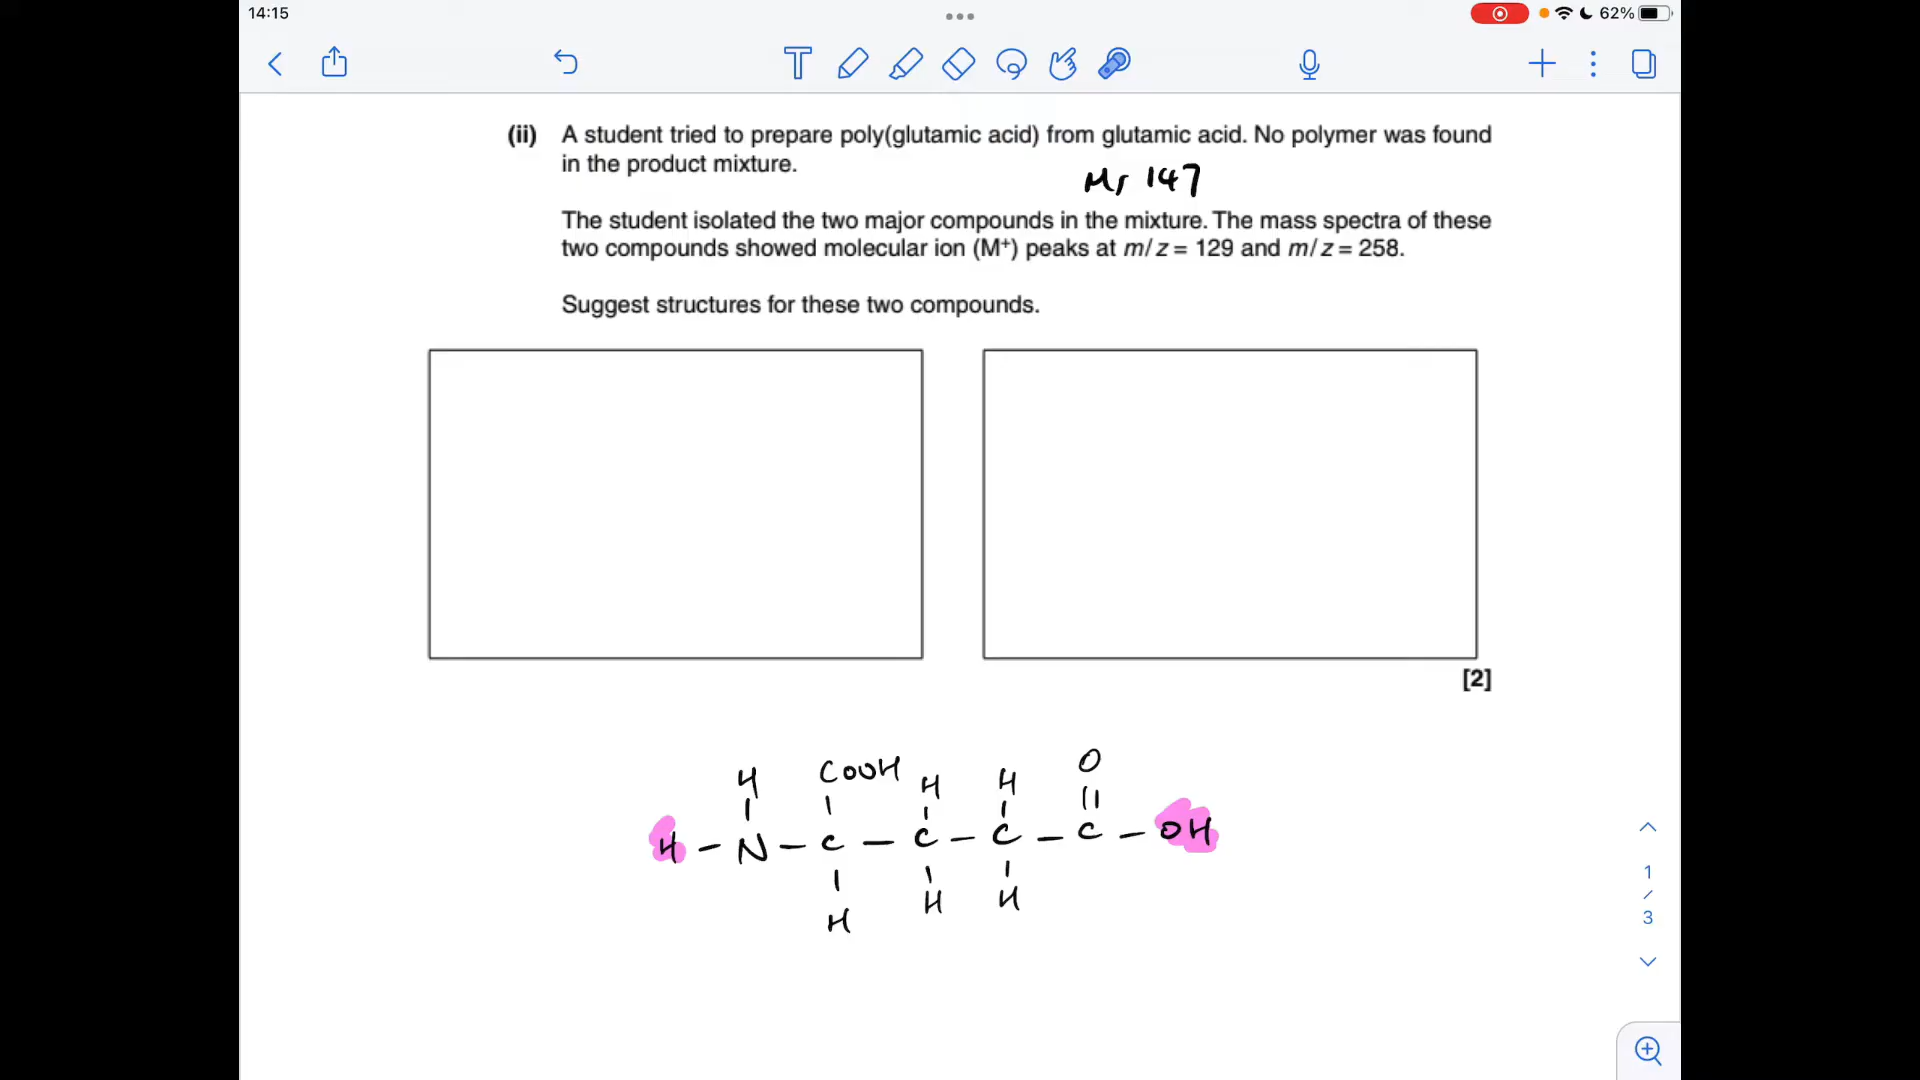 14:15
62%
T
(ii) A student tried to prepare poly(glutamic acid) from glutamic acid. No polymer was found
in the product mixture.
Mr 147
The student isolated the two major compounds in the mixture. The mass spectra of these
two compounds showed molecular ion (M⁺) peaks at m/z = 129 and m/z = 258.
Suggest structures for these two compounds.
[2]
O
H COOH H H ||
H – N – C – C – C – C – OH
H H H
1
/
3